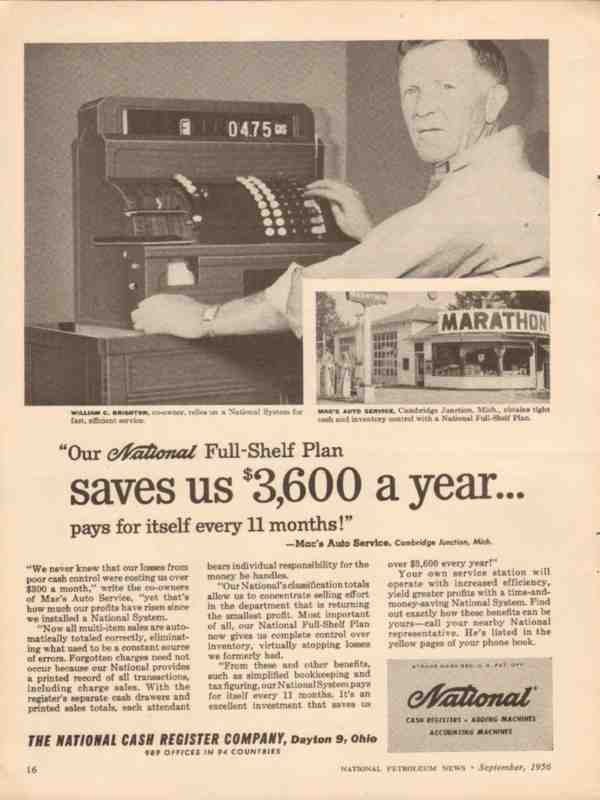 E 04.75 CHG
MARATHON
MARATHON
WILLIAM C. BRIGHTON, co-owner, relies on a National System for
fast, efficient service.
MAC'S AUTO SERVICE, Cambridge Junction, Mich., obtains tight
cash and inventory control with a National Full-Shelf Plan.
"Our National Full-Shelf Plan
saves us $3,600 a year...
pays for itself every 11 months!"
—Mac's Auto Service, Cambridge Junction, Mich.
"We never knew that our losses from
poor cash control were costing us over
$300 a month," write the co-owners
of Mac's Auto Service, "yet that's
how much our profits have risen since
we installed a National System.
"Now all multi-item sales are auto-
matically totaled correctly, eliminat-
ing what used to be a constant source
of errors. Forgotten charges need not
occur because our National provides
a printed record of all transactions,
including charge sales. With the
register's separate cash drawers and
printed sales totals, each attendant
bears individual responsibility for the
money he handles.
"Our National's classification totals
allow us to concentrate selling effort
in the department that is returning
the smallest profit. Most important
of all, our National Full-Shelf Plan
now gives us complete control over
inventory, virtually stopping losses
we formerly had.
"From these and other benefits,
such as simplified bookkeeping and
tax figuring, our National System pays
for itself every 11 months. It's an
excellent investment that saves us
over $3,600 every year!"
Your own service station will
operate with increased efficiency,
yield greater profits with a time-and-
money-saving National System. Find
out exactly how these benefits can be
yours—call your nearby National
representative. He's listed in the
yellow pages of your phone book.
THE NATIONAL CASH REGISTER COMPANY, Dayton 9, Ohio
989 OFFICES IN 94 COUNTRIES
*TRADE MARK REG. U. S. PAT. OFF.
National*
CASH REGISTERS • ADDING MACHINES
ACCOUNTING MACHINES
16
NATIONAL PETROLEUM NEWS • September, 1956